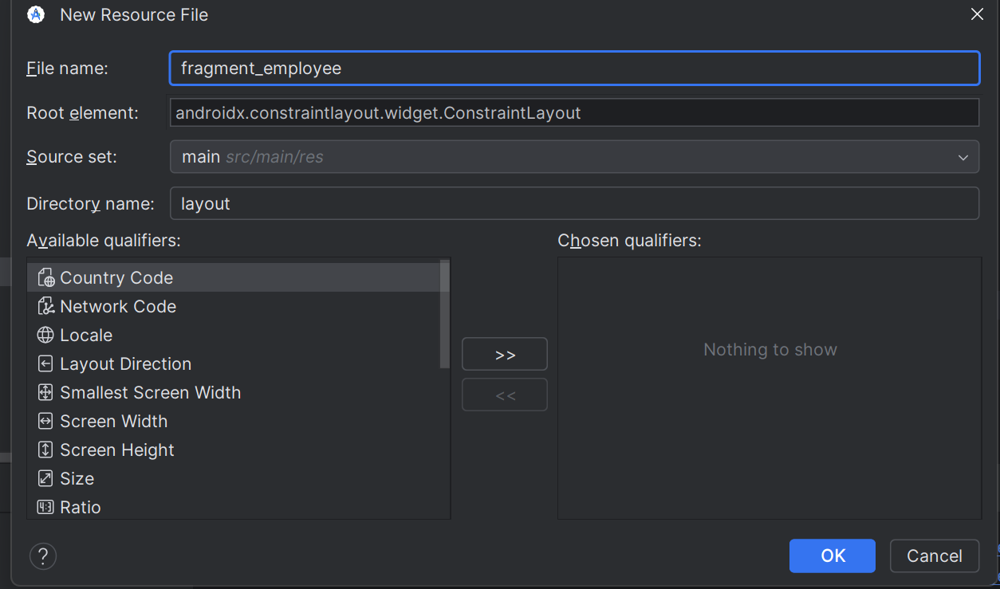 New Resource File
File name:
fragment_employee
Root element:
androidx.constraintlayout.widget.ConstraintLayout
Source set:
main src/main/res
Directory name:
layout
Available qualifiers:
Chosen qualifiers:
Country Code
Network Code
Locale
Layout Direction
Smallest Screen Width
Screen Width
Screen Height
Size
4:3 Ratio
>>
<<
Nothing to show
?
OK
Cancel